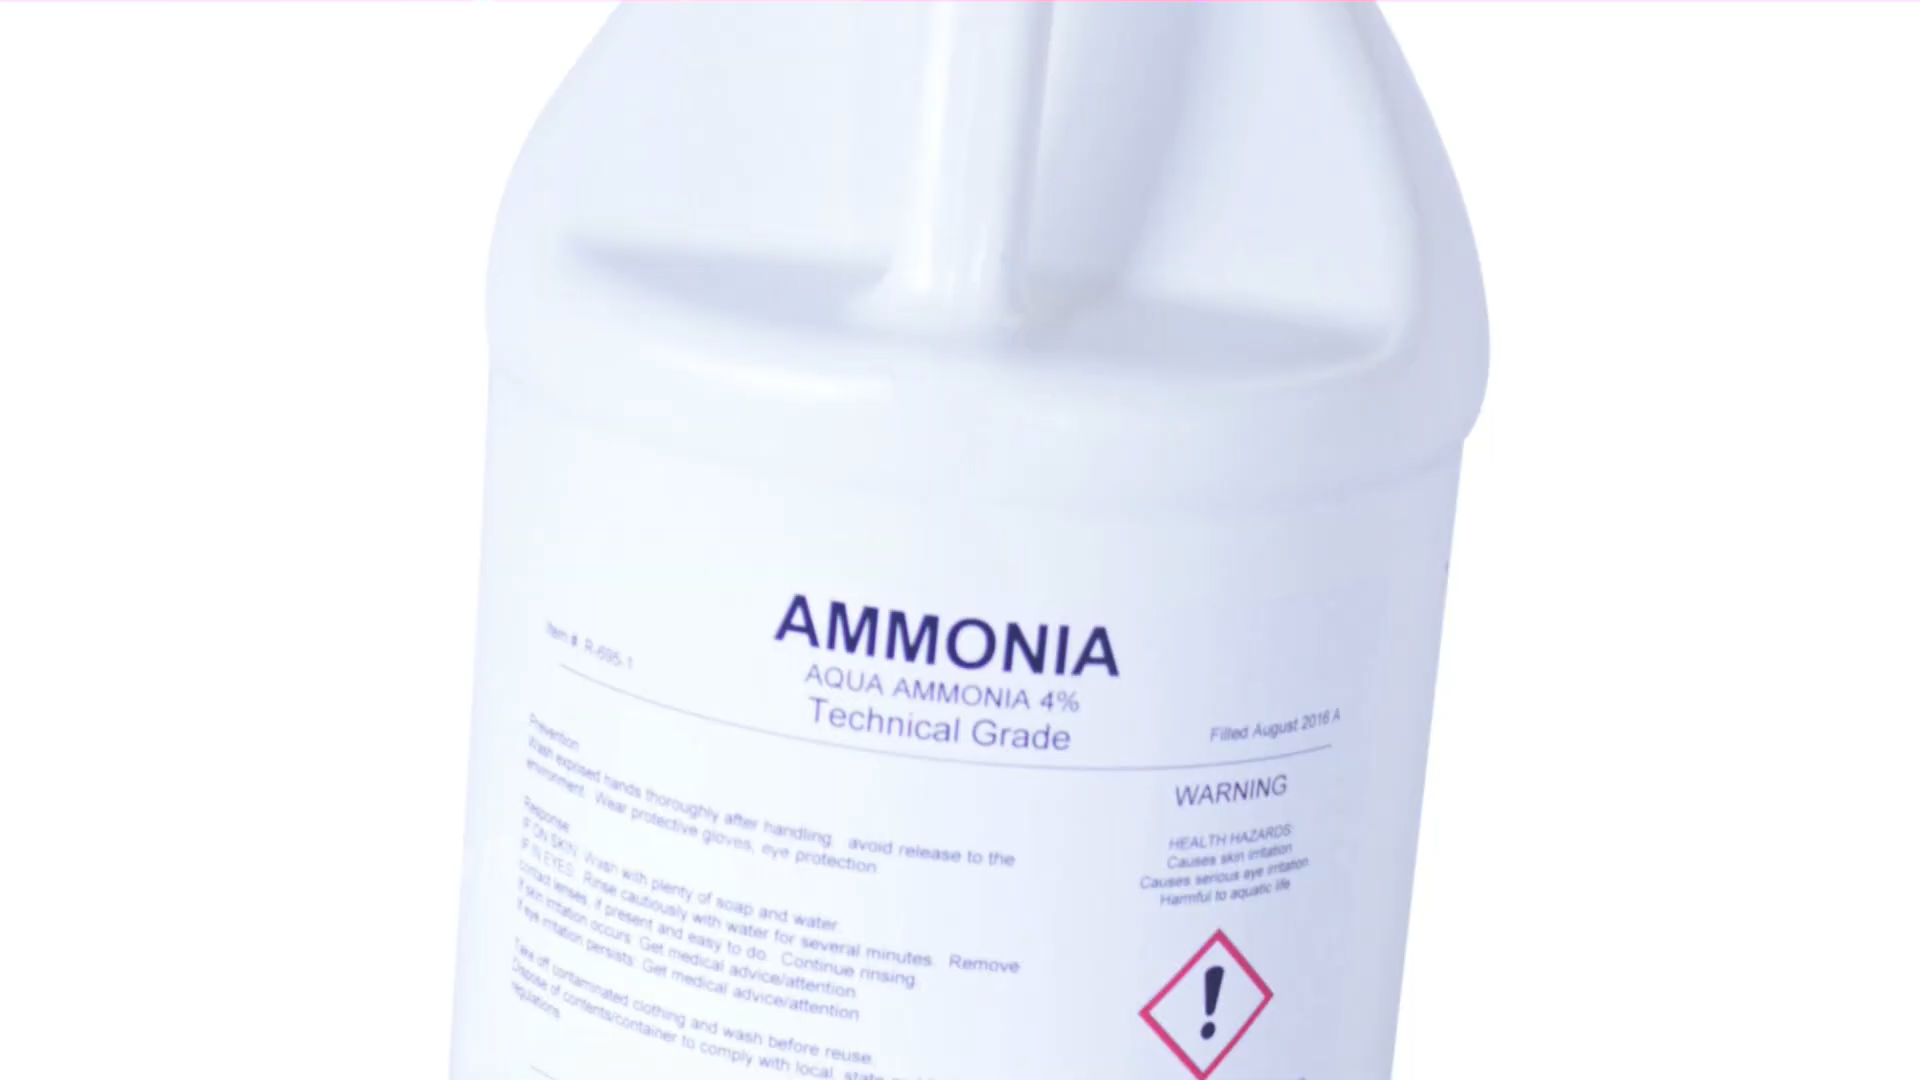 AMMONIA
AQUA AMMONIA 4%
Technical Grade
Item #: R-695-1
Filled August 2016 A
Prevention:
Wash exposed hands thoroughly after handling. avoid release to the
environment. Wear protective gloves, eye protection
Response:
IF ON SKIN: Wash with plenty of soap and water.
IF IN EYES: Rinse cautiously with water for several minutes. Remove
contact lenses, if present and easy to do. Continue rinsing.
If skin irritation occurs: Get medical advice/attention
If eye irritation persists: Get medical advice/attention
Take off contaminated clothing and wash before reuse.
Dispose of contents/container to comply with local, state
regulations.
WARNING
HEALTH HAZARDS:
Causes skin irritation
Causes serious eye irritation
Harmful to aquatic life